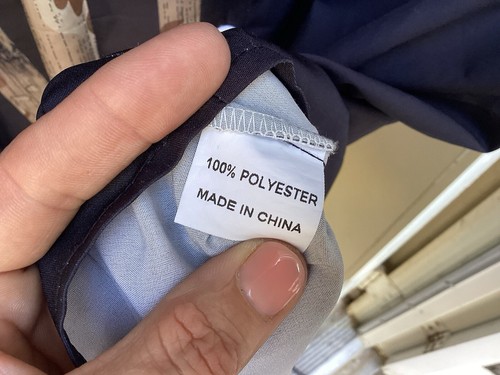 100% POLYESTER
MADE IN CHINA